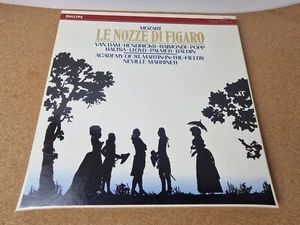 PHILIPS
MOZART
LE NOZZE DI FIGARO
VAN DAM·HENDRICKS·RAIMONDI·POPP
BALTSA·LLOYD·PALMER·BALDIN
ACADEMY OF ST. MARTIN-IN-THE-FIELDS
NEVILLE MARRINER